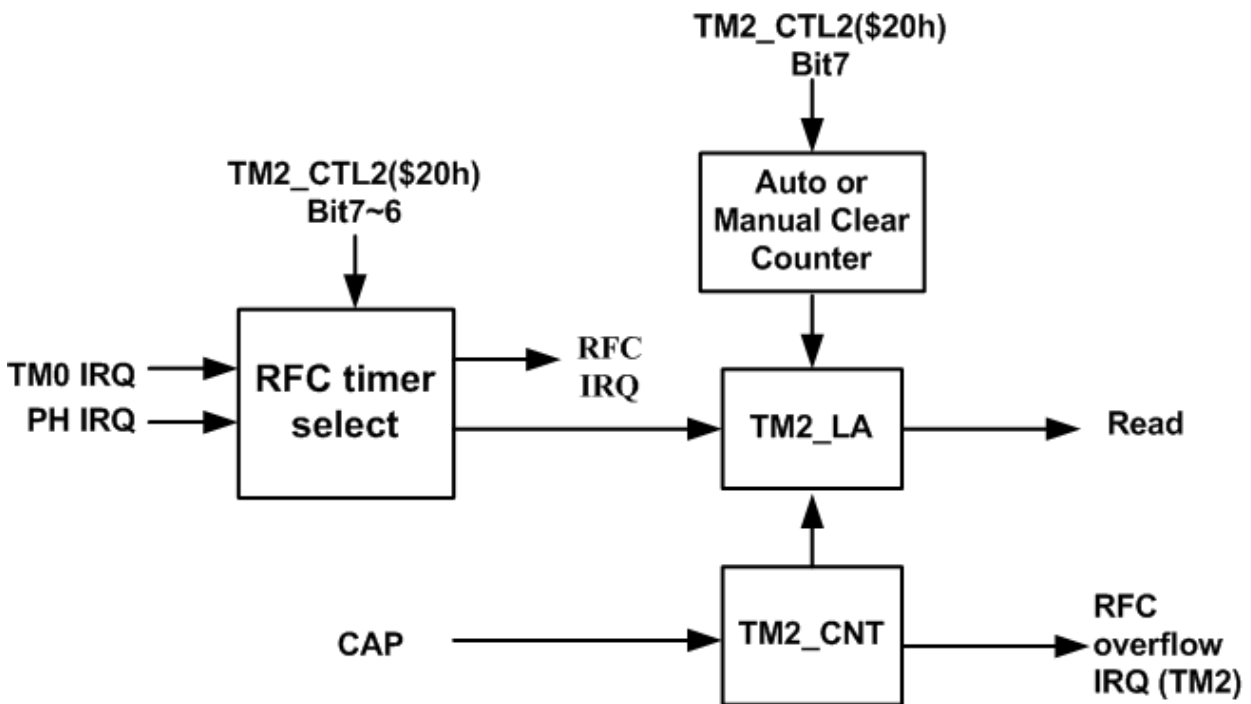 TM2_CTL2($20h)
Bit7
TM2_CTL2($20h)
Bit7~6
Auto or
Manual Clear
Counter
TM0 IRQ
PH IRQ
RFC timer
select
RFC
IRQ
TM2_LA
Read
CAP
TM2_CNT
RFC
overflow
IRQ (TM2)